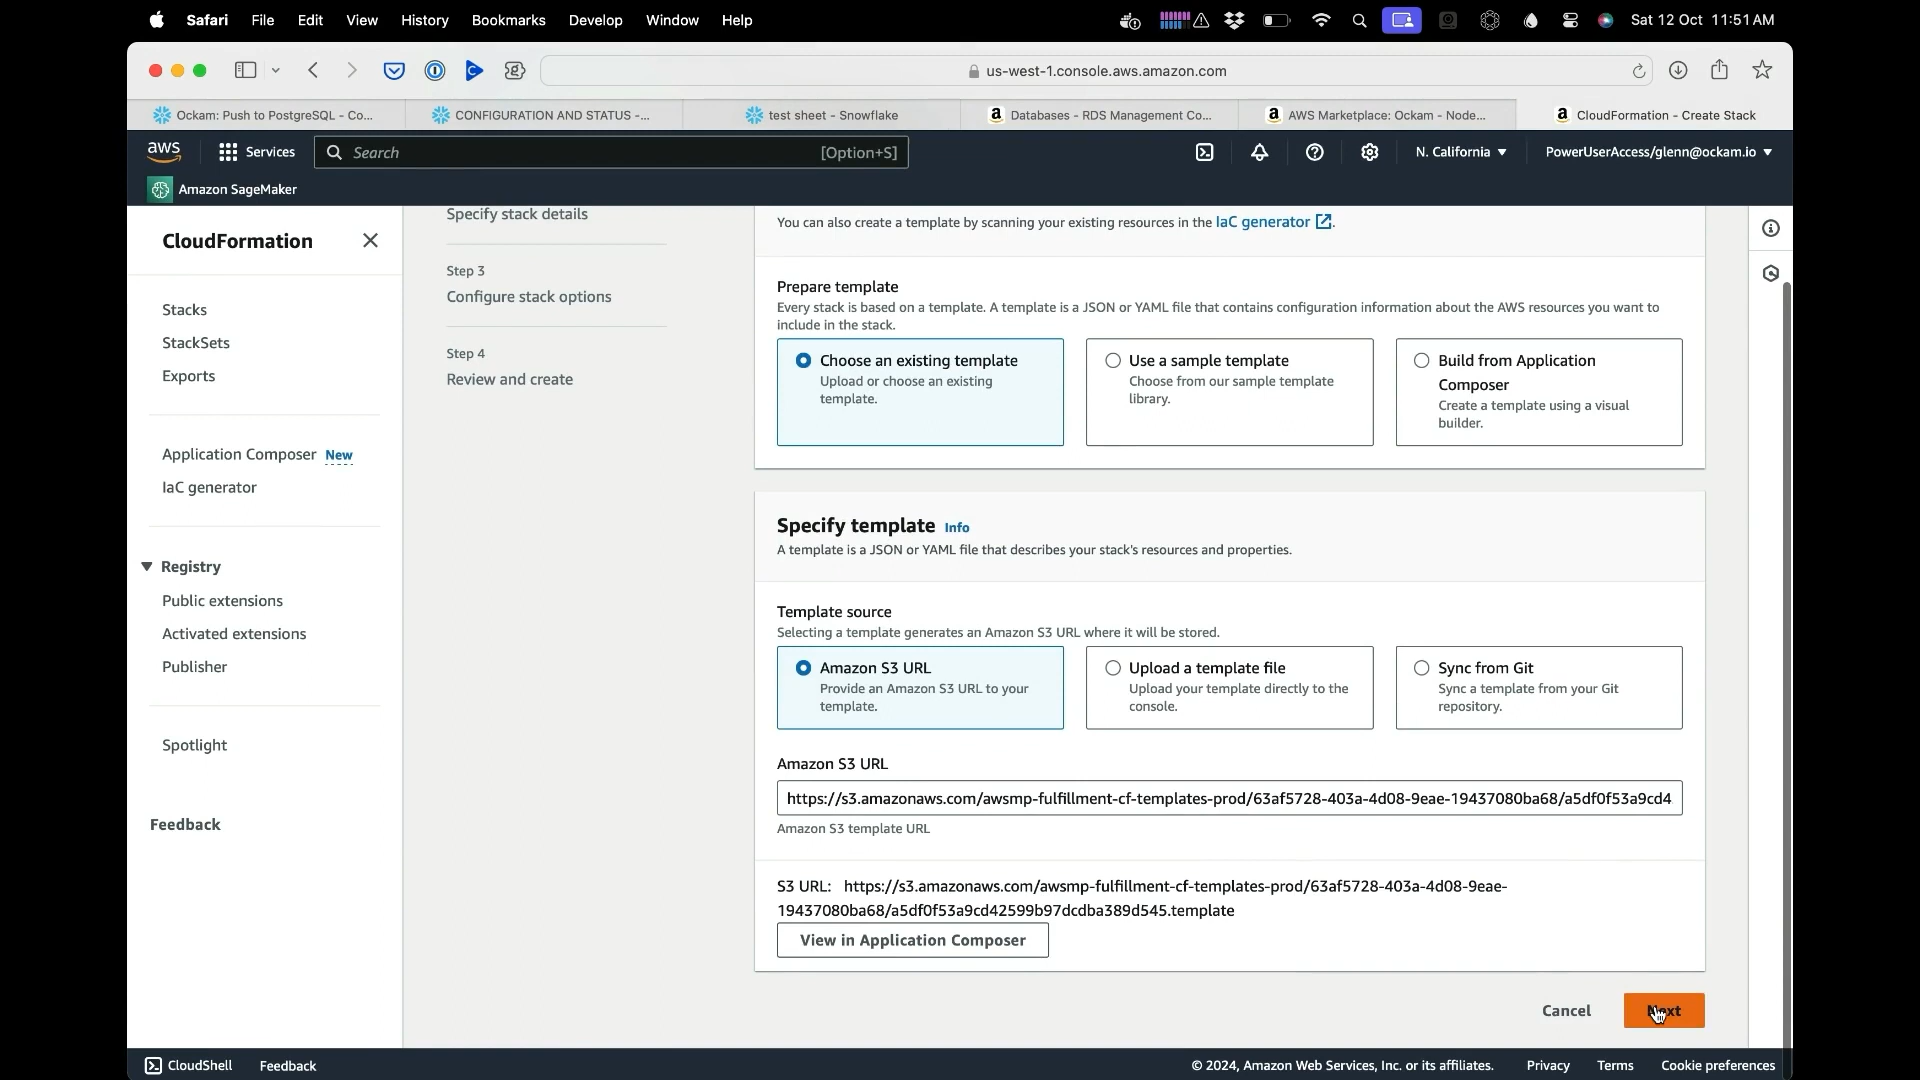 Safari File Edit View History Bookmarks Develop Window Help Sat 12 Oct 11:51 AM
us-west-1.console.aws.amazon.com
Ockam: Push to PostgreSQL - Co... CONFIGURATION AND STATUS -... test sheet - Snowflake Databases - RDS Management Co... AWS Marketplace: Ockam - Node... CloudFormation - Create Stack
aws Services Search [Option+S] N. California PowerUserAccess/glenn@ockam.io
Amazon SageMaker
CloudFormation
Stacks
StackSets
Exports
Application Composer New
IaC generator
Registry
Public extensions
Activated extensions
Publisher
Spotlight
Feedback
Specify stack details
Step 3
Configure stack options
Step 4
Review and create
You can also create a template by scanning your existing resources in the IaC generator.
Prepare template
Every stack is based on a template. A template is a JSON or YAML file that contains configuration information about the AWS resources you want to
include in the stack.
Choose an existing template
Upload or choose an existing
template.
Use a sample template
Choose from our sample template
library.
Build from Application
Composer
Create a template using a visual
builder.
Specify template Info
A template is a JSON or YAML file that describes your stack's resources and properties.
Template source
Selecting a template generates an Amazon S3 URL where it will be stored.
Amazon S3 URL
Provide an Amazon S3 URL to your
template.
Upload a template file
Upload your template directly to the
console.
Sync from Git
Sync a template from your Git
repository.
Amazon S3 URL
https://s3.amazonaws.com/awsmp-fulfillment-cf-templates-prod/63af5728-403a-4d08-9eae-19437080ba68/a5df0f53a9cd4
Amazon S3 template URL
S3 URL: https://s3.amazonaws.com/awsmp-fulfillment-cf-templates-prod/63af5728-403a-4d08-9eae-
19437080ba68/a5df0f53a9cd42599b97dcdba389d545.template
View in Application Composer
Cancel Next
CloudShell Feedback © 2024, Amazon Web Services, Inc. or its affiliates. Privacy Terms Cookie preferences